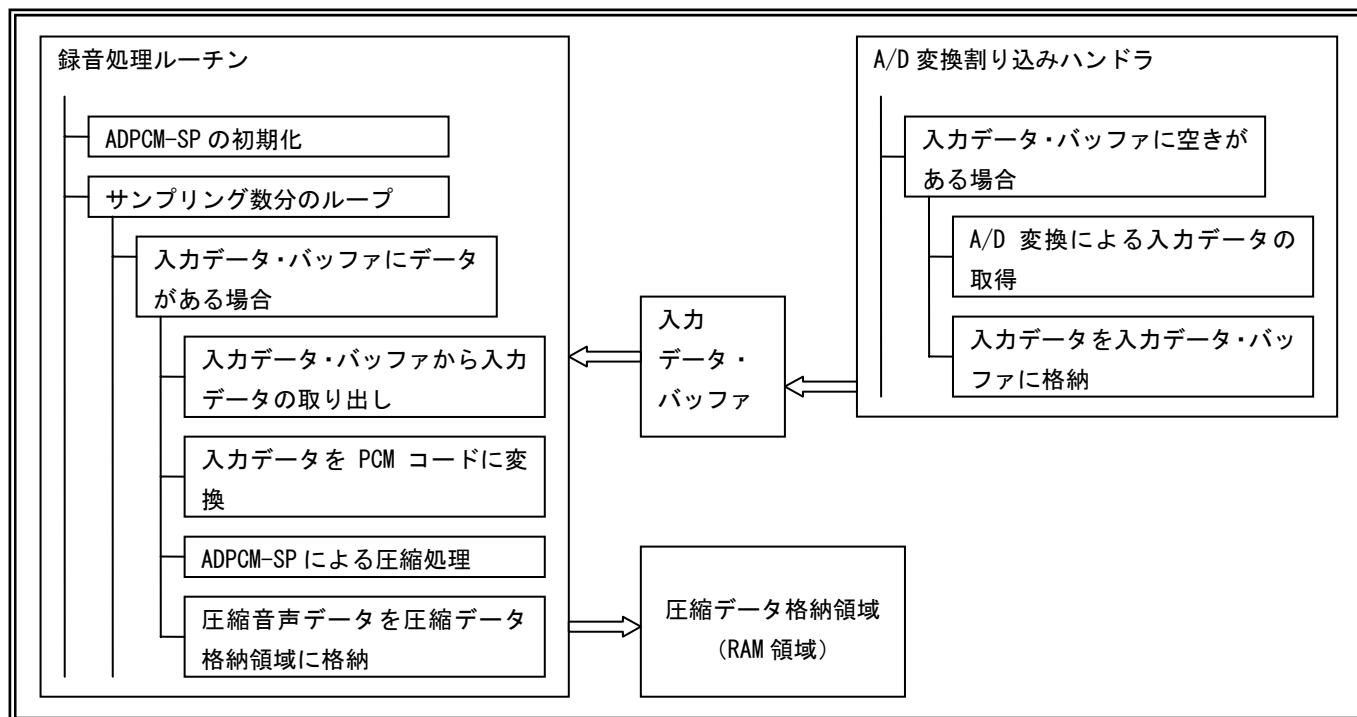 録音処理ルーチン
ADPCM-SP の初期化
サンプリング数分のループ
入力データ・バッファにデータ
がある場合
入力データ・バッファから入力
データの取り出し
入力データを PCM コードに変
換
ADPCM-SP による圧縮処理
圧縮音声データを圧縮データ
格納領域に格納
入力
データ・
バッファ
圧縮データ格納領域
（RAM 領域）
A/D 変換割り込みハンドラ
入力データ・バッファに空きが
ある場合
A/D 変換による入力データの
取得
入力データを入力データ・バッ
ファに格納